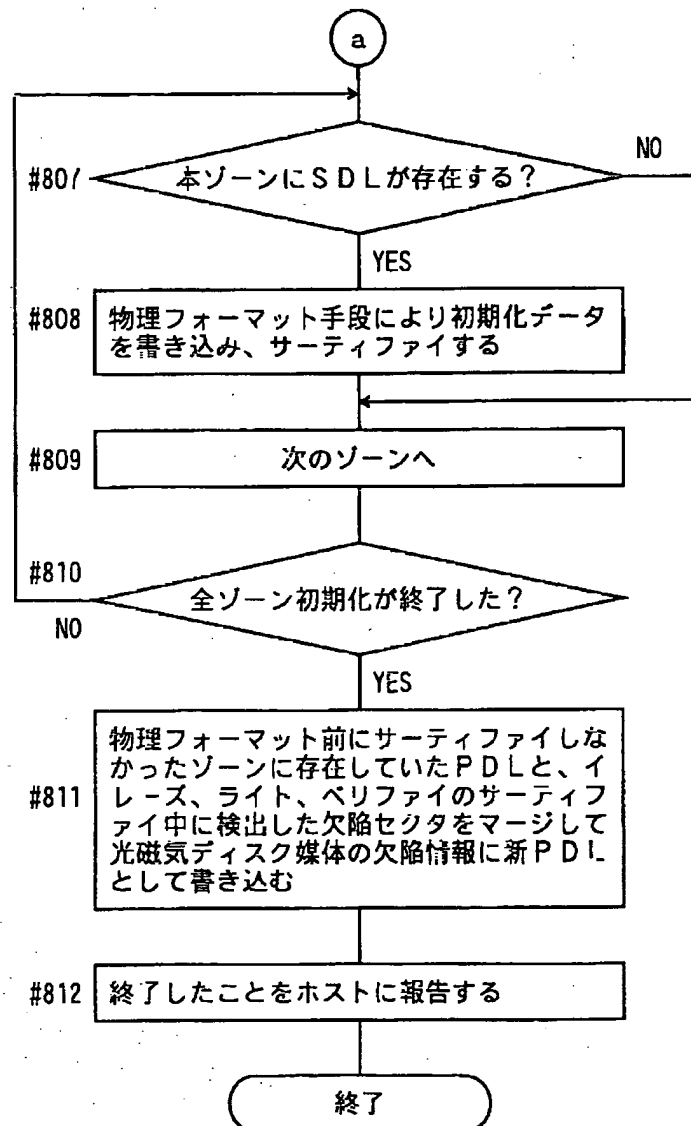 a
NO
#807
本ゾーンにSDLが存在する？
YES
#808
物理フォーマット手段により初期化データ
を書き込み、サーティファイする
#809
次のゾーンへ
#810
全ゾーン初期化が終了した？
NO
YES
#811
物理フォーマット前にサーティファイしな
かったゾーンに存在していたPDLと、イ
レーズ、ライト、ベリファイのサーティフ
ァイ中に検出した欠陥セクタをマージして
光磁気ディスク媒体の欠陥情報に新PDL
として書き込む
#812
終了したことをホストに報告する
終了